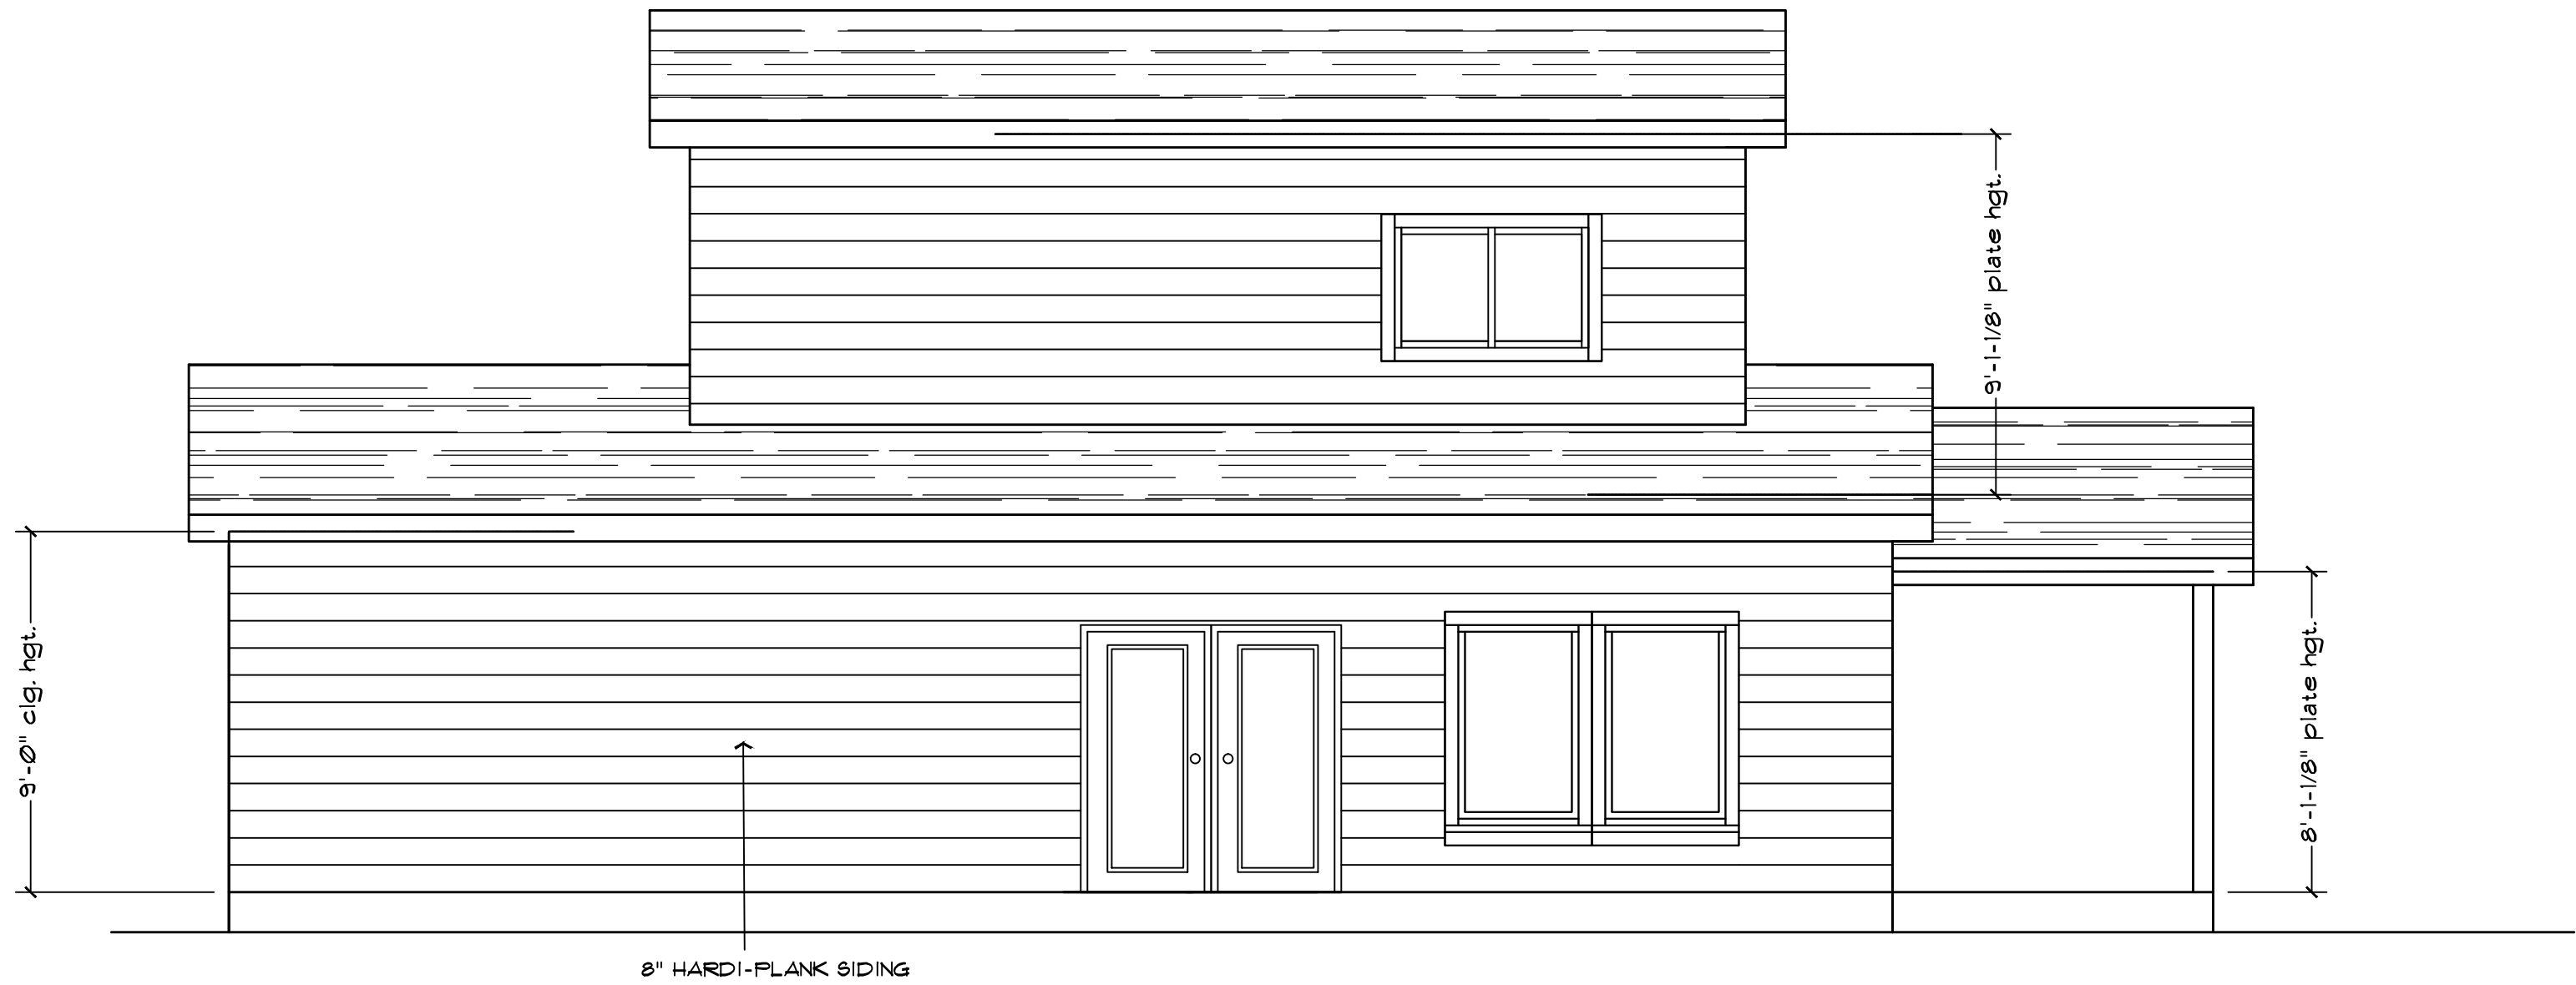 9'-1-1/8" plate hgt.
9'-0" clg. hgt.
8'-1-1/8" plate hgt.
8" HARDI-PLANK SIDING